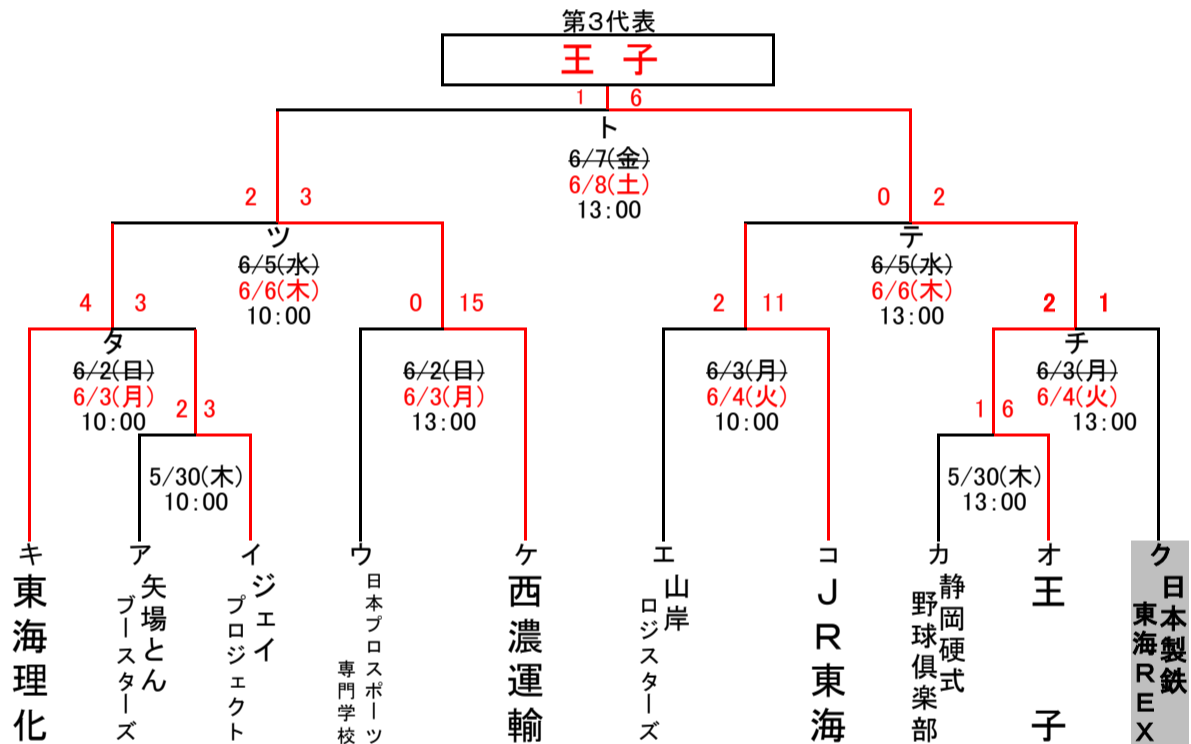 第3代表
王 子
1 6
ト
6/7(金)
6/8(土)
13:00
2 3
0 2
ツ
6/5(水)
6/6(木)
10:00
テ
6/5(水)
6/6(木)
13:00
4 3
0 15
2 11
2 1
タ
6/2(日)
6/3(月)
10:00
6/2(日)
6/3(月)
13:00
6/3(月)
6/4(火)
10:00
チ
6/3(月)
6/4(火)
13:00
2 3
1 6
5/30(木)
10:00
5/30(木)
13:00
キ
東海理化
ア
矢場とん
ブースターズ
イ
ジェイ
プロジェクト
ウ
日本プロスポーツ
専門学校
ケ
西濃運輸
エ
山岸
ロジスターズ
コ
JR東海
カ
静岡硬式
野球倶楽部
オ
王 子
ク
日本製鉄
東海REX